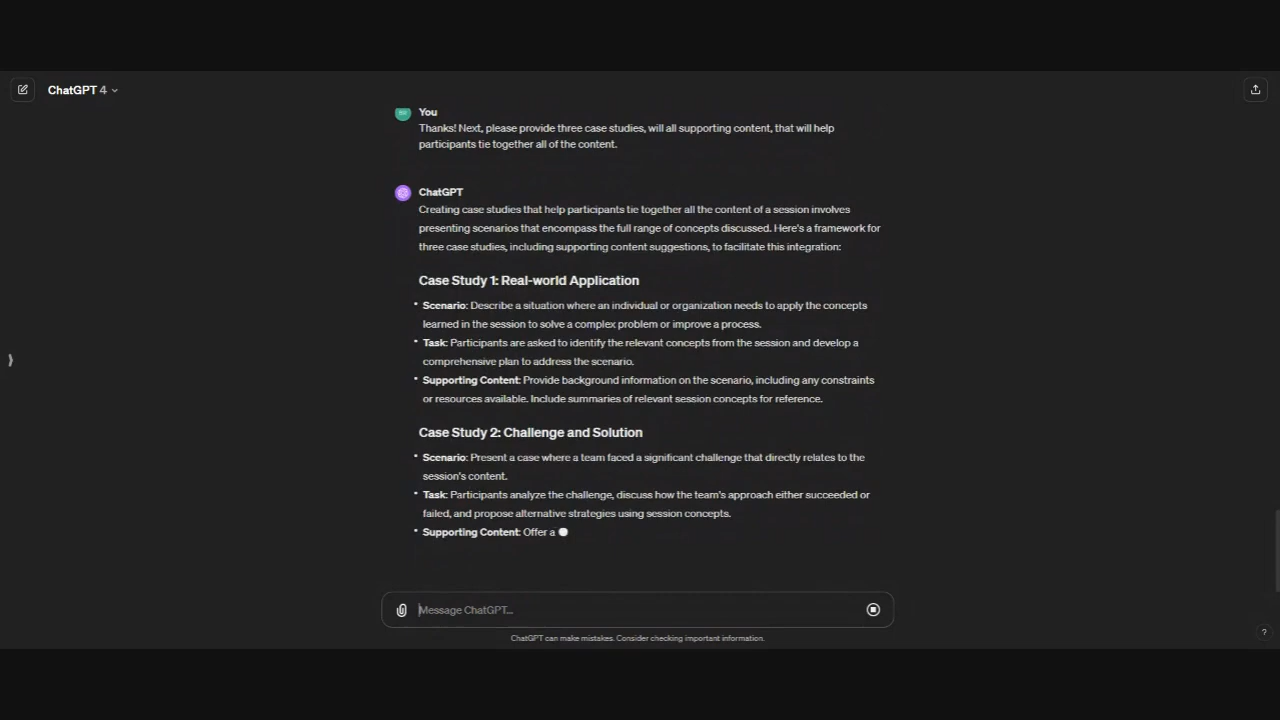 ChatGPT 4
You
Thanks! Next, please provide three case studies, will all supporting content, that will help
participants tie together all of the content.
ChatGPT
Creating case studies that help participants tie together all the content of a session involves
presenting scenarios that encompass the full range of concepts discussed. Here's a framework for
three case studies, including supporting content suggestions, to facilitate this integration:
Case Study 1: Real-world Application
• Scenario: Describe a situation where an individual or organization needs to apply the concepts
learned in the session to solve a complex problem or improve a process.
• Task: Participants are asked to identify the relevant concepts from the session and develop a
comprehensive plan to address the scenario.
• Supporting Content: Provide background information on the scenario, including any constraints
or resources available. Include summaries of relevant session concepts for reference.
Case Study 2: Challenge and Solution
• Scenario: Present a case where a team faced a significant challenge that directly relates to the
session's content.
• Task: Participants analyze the challenge, discuss how the team's approach either succeeded or
failed, and propose alternative strategies using session concepts.
• Supporting Content: Offer a
Message ChatGPT...
ChatGPT can make mistakes. Consider checking important information.
?